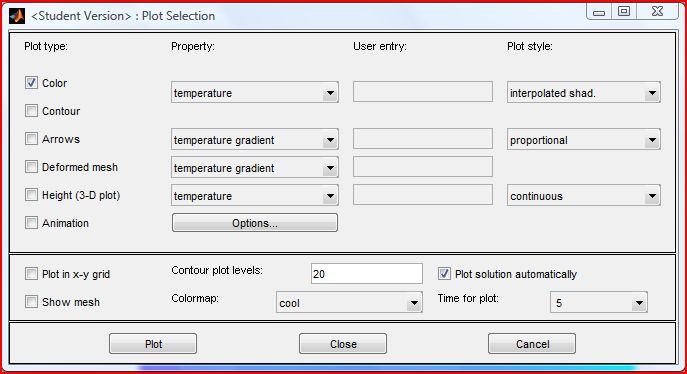 <Student Version> : Plot Selection
Plot type: Property: User entry: Plot style:
Color temperature interpolated shad.
Contour
Arrows temperature gradient proportional
Deformed mesh temperature gradient
Height (3-D plot) temperature continuous
Animation Options...
Plot in x-y grid Contour plot levels: 20 Plot solution automatically
Show mesh Colormap: cool Time for plot: 5
Plot Close Cancel